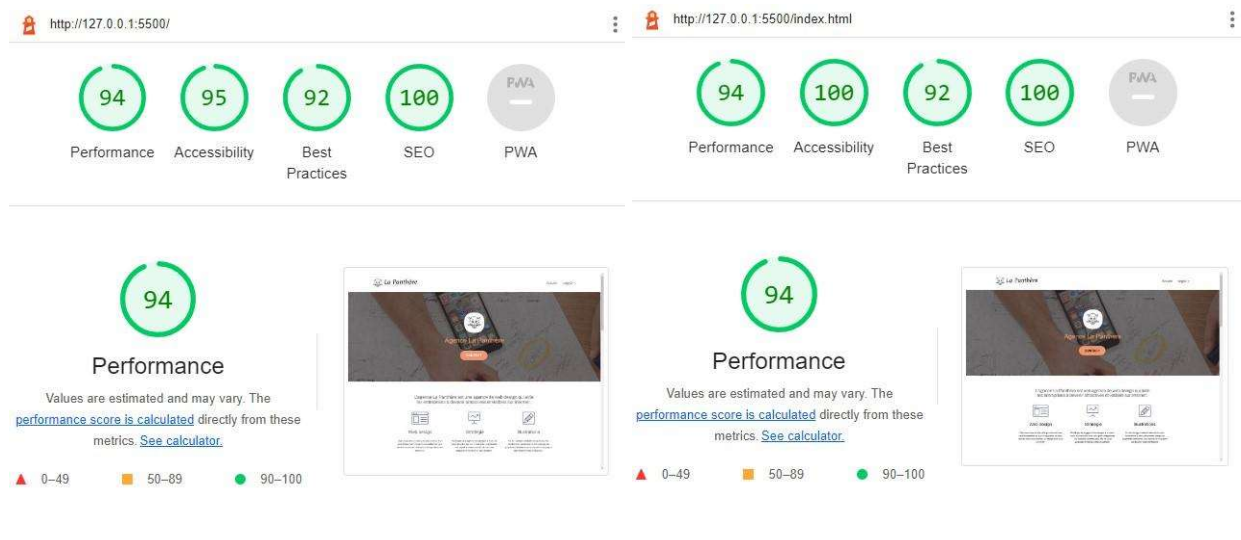 http://127.0.0.1:5500/
94
95
92
100
PWA
Performance
Accessibility
Best
Practices
SEO
PWA
94
Performance
Values are estimated and may vary. The
performance score is calculated directly from these
metrics. See calculator.
0–49
50–89
90–100
La Panthère
Agence La Panthère
http://127.0.0.1:5500/index.html
94
100
92
100
PWA
Performance
Accessibility
Best
Practices
SEO
PWA
94
Performance
Values are estimated and may vary. The
performance score is calculated directly from these
metrics. See calculator.
0–49
50–89
90–100
La Panthère
Agence La Panthère